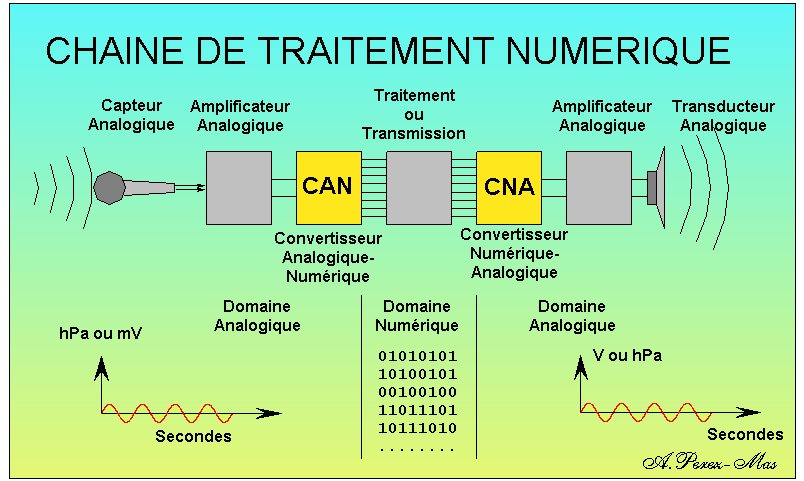 CHAINE DE TRAITEMENT NUMERIQUE
Capteur
Analogique
Amplificateur
Analogique
Traitement
ou
Transmission
Amplificateur
Analogique
Transducteur
Analogique
CAN
CNA
Convertisseur
Analogique-
Numérique
Convertisseur
Numérique-
Analogique
Domaine
Analogique
Domaine
Numérique
Domaine
Analogique
hPa ou mV
Secondes
01010101
10100101
00100100
11011101
10111010
........
V ou hPa
Secondes
A.Perez-Mas